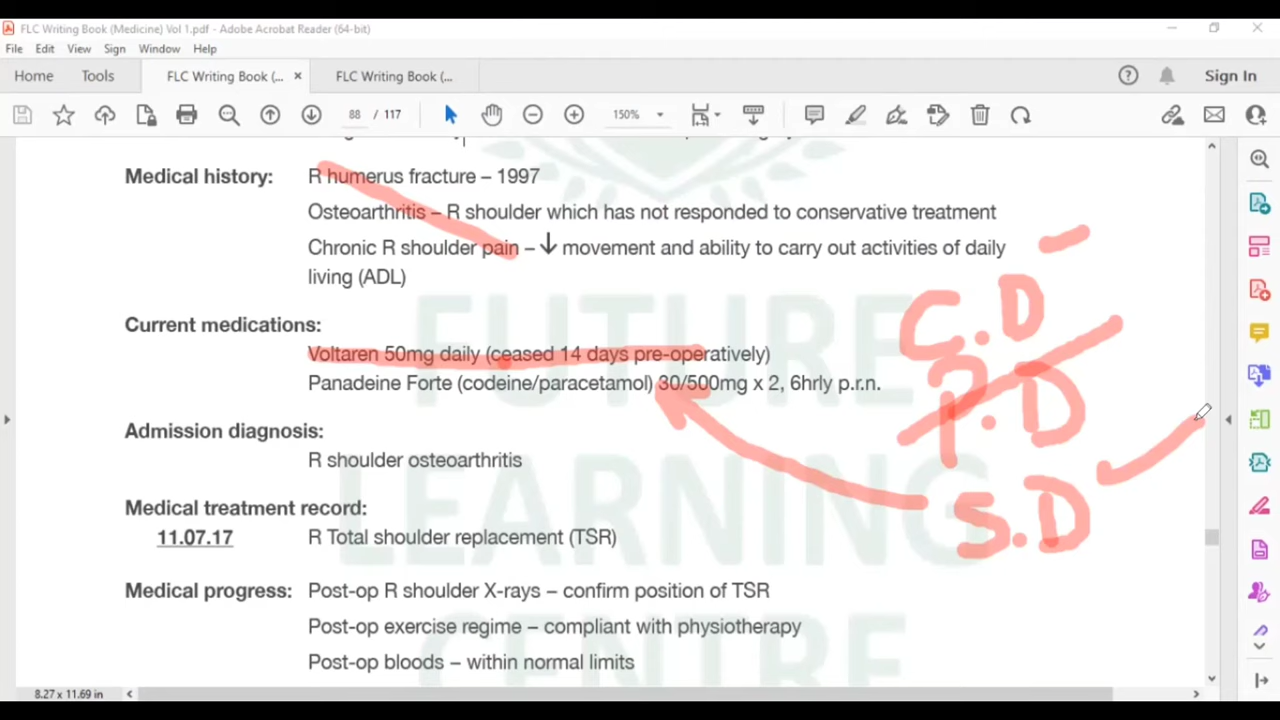 FLC Writing Book (Medicine) Vol 1.pdf - Adobe Acrobat Reader (64-bit)
File Edit View Sign Window Help
Home Tools FLC Writing Book (... × FLC Writing Book (... Sign In
88 / 117 150%
Medical history: R humerus fracture – 1997
Osteoarthritis – R shoulder which has not responded to conservative treatment
Chronic R shoulder pain – ↓ movement and ability to carry out activities of daily
living (ADL)
Current medications:
Voltaren 50mg daily (ceased 14 days pre-operatively)
Panadeine Forte (codeine/paracetamol) 30/500mg x 2, 6hrly p.r.n.
C.D
P.D
S.D
Admission diagnosis:
R shoulder osteoarthritis
Medical treatment record:
11.07.17 R Total shoulder replacement (TSR)
Medical progress: Post-op R shoulder X-rays – confirm position of TSR
Post-op exercise regime – compliant with physiotherapy
Post-op bloods – within normal limits
FUTURE
LEARNING
CENTRE
8.27 x 11.69 in